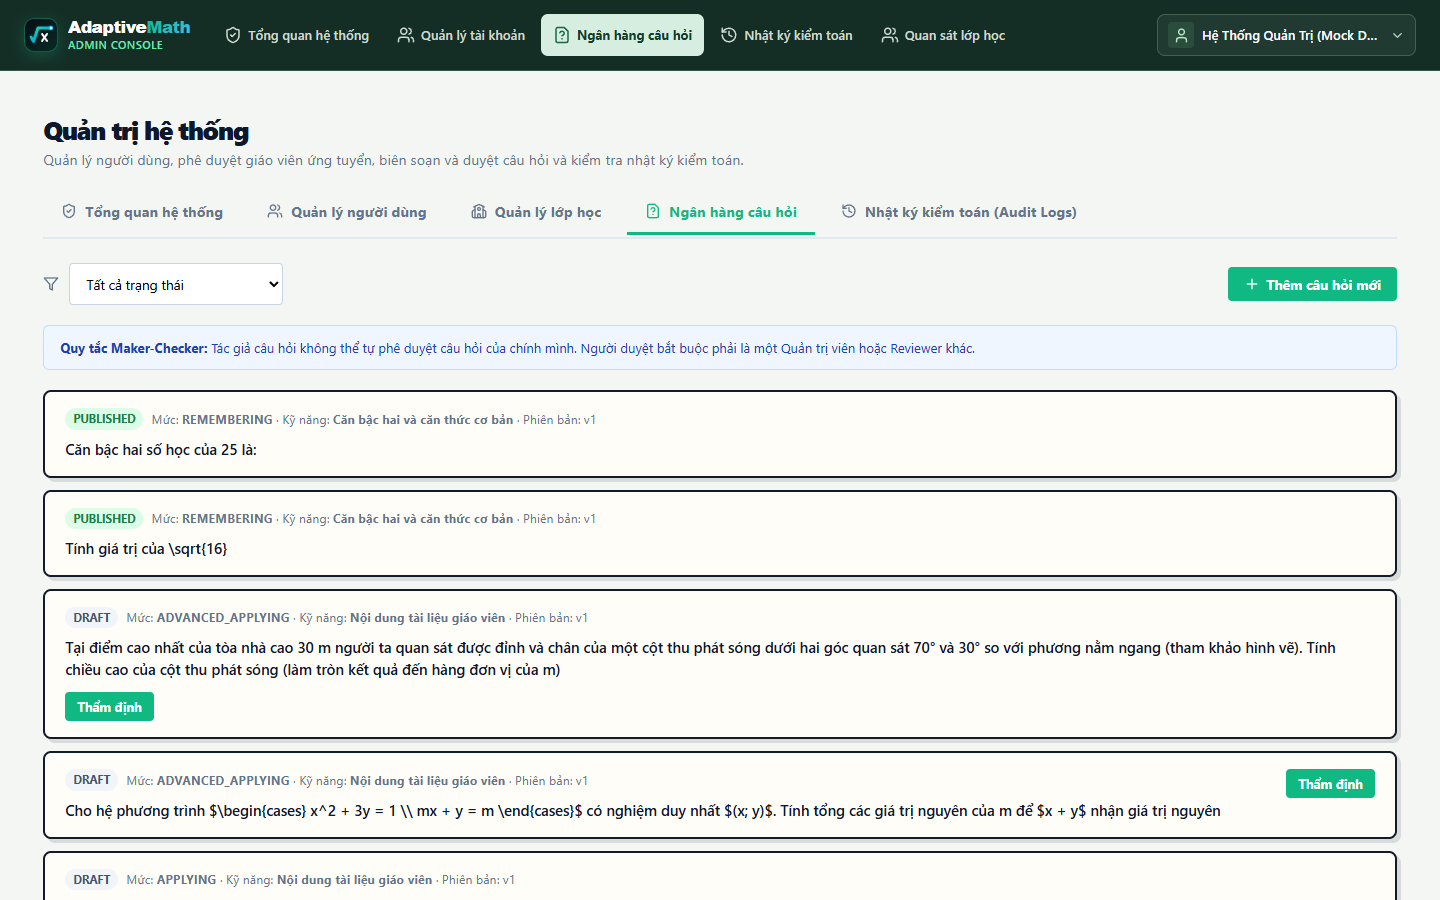 AdaptiveMath
ADMIN CONSOLE
Tổng quan hệ thống
Quản lý tài khoản
Ngân hàng câu hỏi
Nhật ký kiểm toán
Quan sát lớp học
Hệ Thống Quản Trị (Mock D...
Quản trị hệ thống
Quản lý người dùng, phê duyệt giáo viên ứng tuyển, biên soạn và duyệt câu hỏi và kiểm tra nhật ký kiểm toán.
Tổng quan hệ thống
Quản lý người dùng
Quản lý lớp học
Ngân hàng câu hỏi
Nhật ký kiểm toán (Audit Logs)
Tất cả trạng thái
Thêm câu hỏi mới
Quy tắc Maker-Checker: Tác giả câu hỏi không thể tự phê duyệt câu hỏi của chính mình. Người duyệt bắt buộc phải là một Quản trị viên hoặc Reviewer khác.
PUBLISHED Mức: REMEMBERING · Kỹ năng: Căn bậc hai và căn thức cơ bản · Phiên bản: v1
Căn bậc hai số học của 25 là:
PUBLISHED Mức: REMEMBERING · Kỹ năng: Căn bậc hai và căn thức cơ bản · Phiên bản: v1
Tính giá trị của \sqrt{16}
DRAFT Mức: ADVANCED_APPLYING · Kỹ năng: Nội dung tài liệu giáo viên · Phiên bản: v1
Tại điểm cao nhất của tòa nhà cao 30 m người ta quan sát được đỉnh và chân của một cột thu phát sóng dưới hai góc quan sát 70° và 30° so với phương nằm ngang (tham khảo hình vẽ). Tính
chiều cao của cột thu phát sóng (làm tròn kết quả đến hàng đơn vị của m)
Thẩm định
DRAFT Mức: ADVANCED_APPLYING · Kỹ năng: Nội dung tài liệu giáo viên · Phiên bản: v1
Thẩm định
Cho hệ phương trình $\begin{cases} x^2 + 3y = 1 \\ mx + y = m \end{cases}$ có nghiệm duy nhất $(x; y)$. Tính tổng các giá trị nguyên của m để $x + y$ nhận giá trị nguyên
DRAFT Mức: APPLYING · Kỹ năng: Nội dung tài liệu giáo viên · Phiên bản: v1